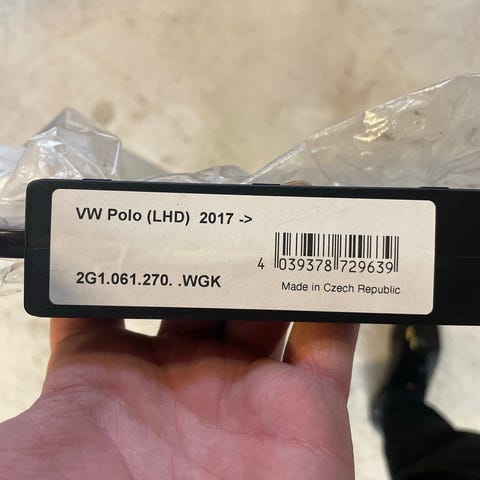 VW Polo (LHD) 2017 ->
4 039378 729639
2G1.061.270. .WGK
Made in Czech Republic